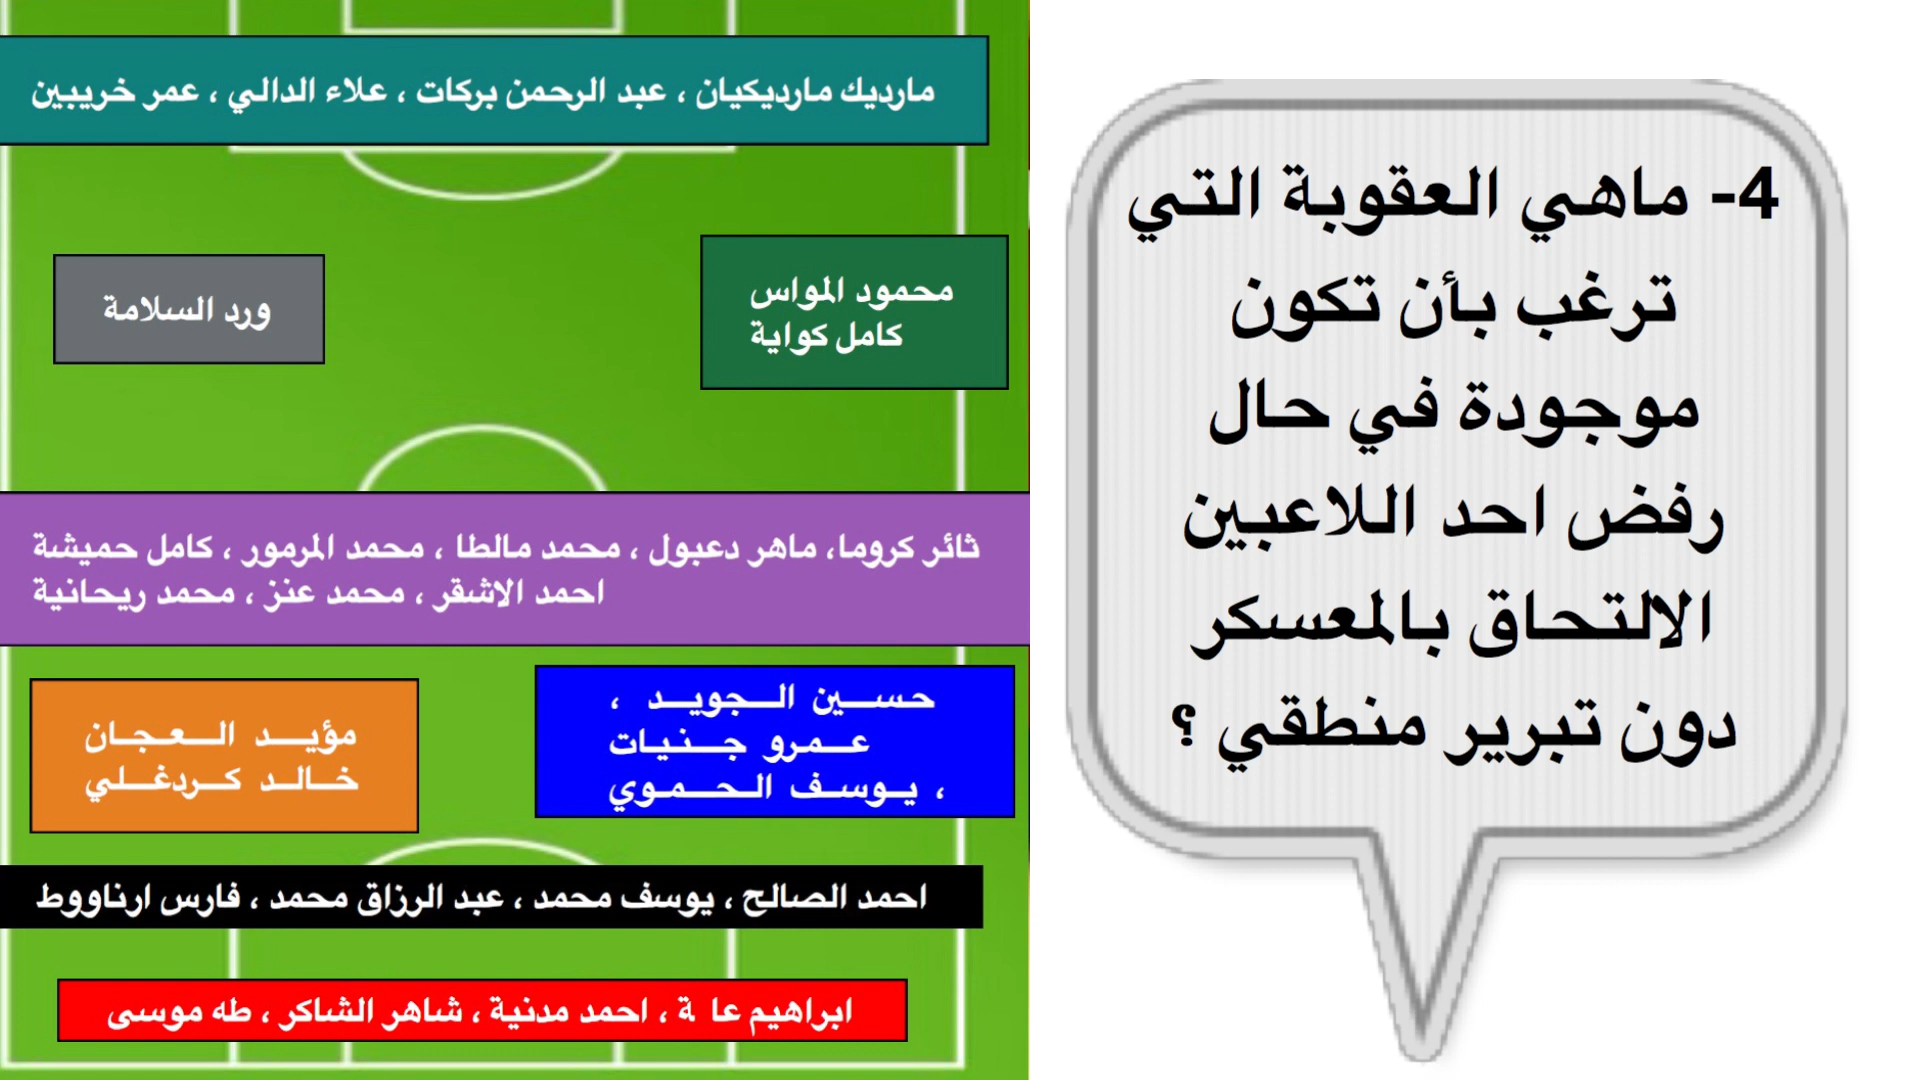 مارديك مارديكيان ، عبد الرحمن بركات ، علاء الدالي ، عمر خريبين
محمود المواس
كامل كواية
ورد السلامة
ثائر كروما، ماهر دعبول ، محمد مالطا ، محمد المرمور ، كامل حميشة
احمد الاشقر ، محمد عنز ، محمد ريحانية
حسين الجويد ،
عمرو جنيات
، يوسف الحموي
مؤيد العجان
خالد كردغلي
احمد الصالح ، يوسف محمد ، عبد الرزاق محمد ، فارس ارناووط
ابراهيم عا ة ، احمد مدنية ، شاهر الشاكر ، طه موسى
4- ماهي العقوبة التي
ترغب بأن تكون
موجودة في حال
رفض احد اللاعبين
الالتحاق بالمعسكر
دون تبرير منطقي ؟